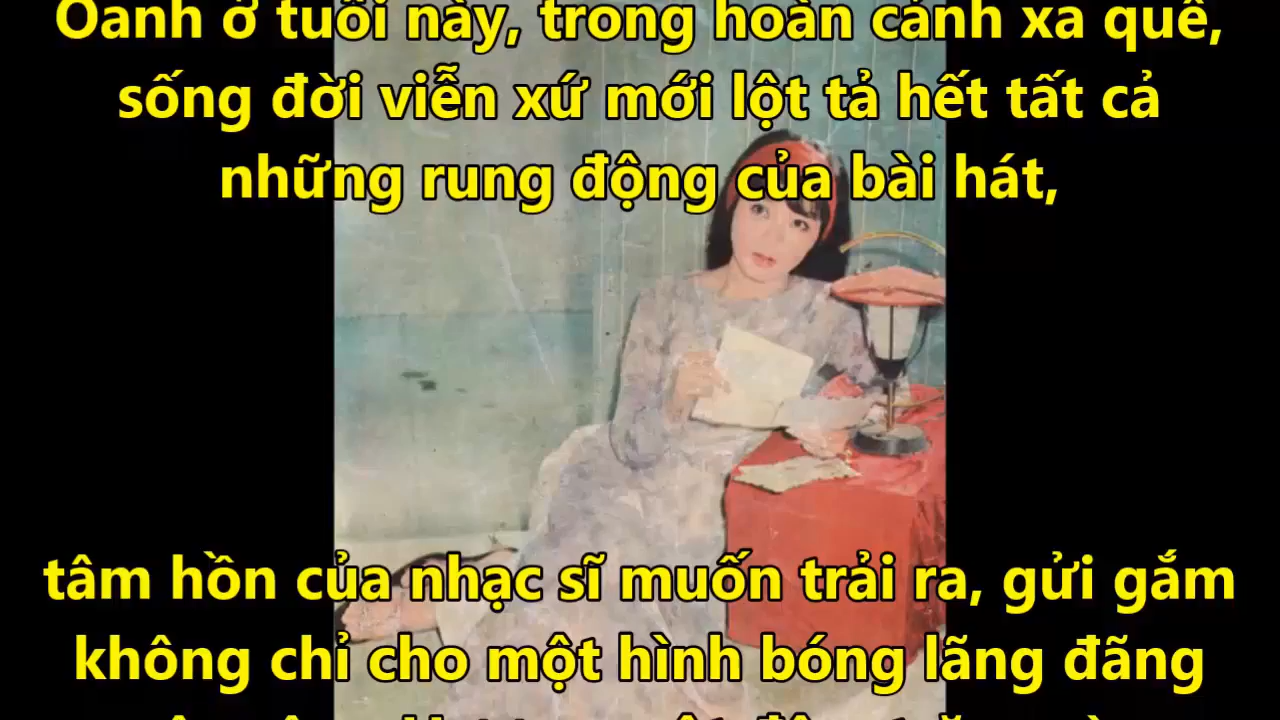 Oanh ở tuổi này, trong hoàn cảnh xa quê,
sống đời viễn xứ mới lột tả hết tất cả
những rung động của bài hát,
tâm hồn của nhạc sĩ muốn trải ra, gửi gắm
không chỉ cho một hình bóng lãng đãng